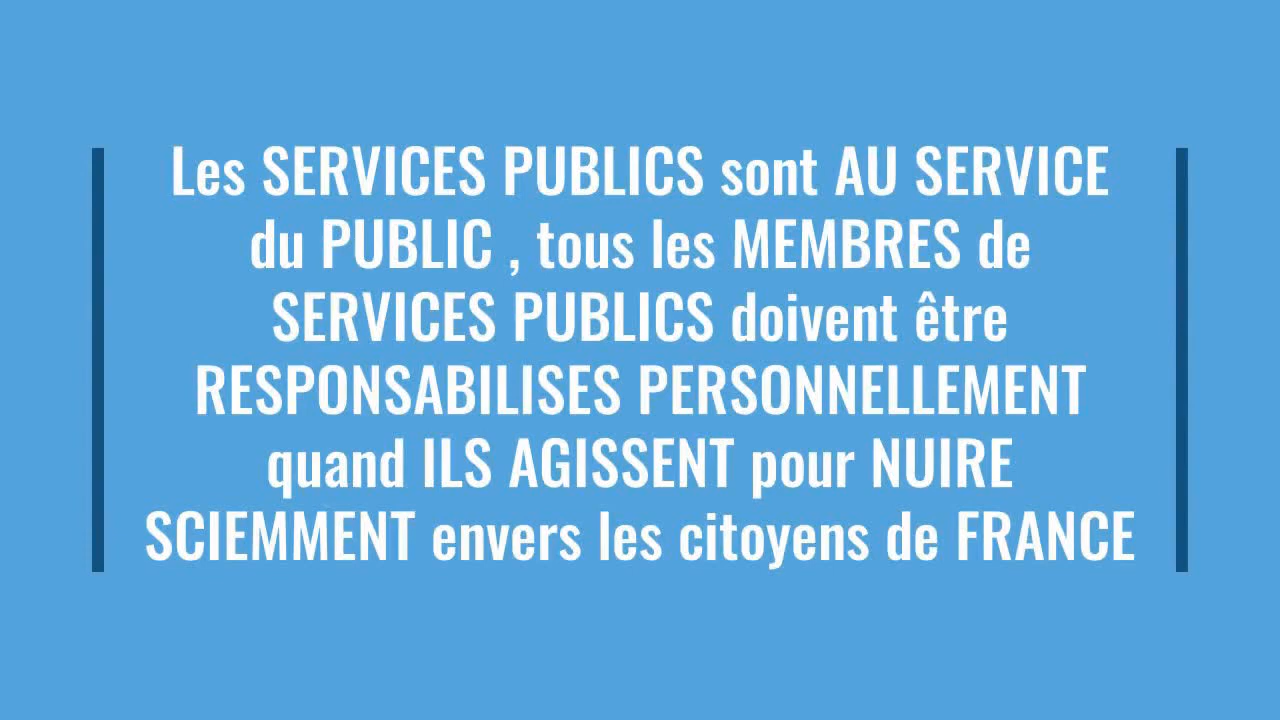 Les SERVICES PUBLICS sont AU SERVICE
du PUBLIC , tous les MEMBRES de
SERVICES PUBLICS doivent être
RESPONSABILISES PERSONNELLEMENT
quand ILS AGISSENT pour NUIRE
SCIEMMENT envers les citoyens de FRANCE